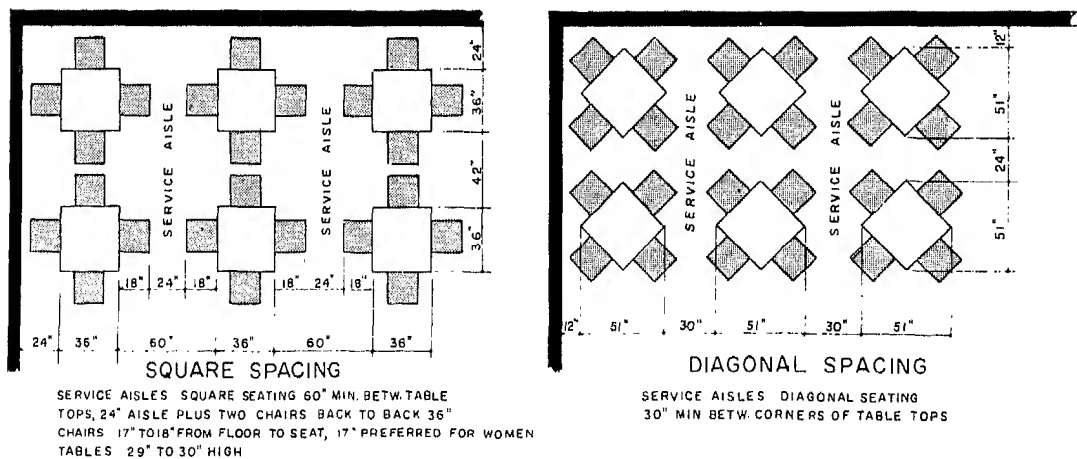 24"
36"
42"
36"
SERVICE AISLE
SERVICE AISLE
18" 24" 18" 18" 24" 18"
24" 36" 60" 36" 60" 36"
SQUARE SPACING
SERVICE AISLES SQUARE SEATING 60" MIN. BETW. TABLE
TOPS, 24" AISLE PLUS TWO CHAIRS BACK TO BACK 36"
CHAIRS 17" TO 18" FROM FLOOR TO SEAT, 17" PREFERRED FOR WOMEN
TABLES 29" TO 30" HIGH
12"
51"
24"
51"
SERVICE AISLE
SERVICE AISLE
12" 51" 30" 51" 30" 51"
DIAGONAL SPACING
SERVICE AISLES DIAGONAL SEATING
30" MIN BETW. CORNERS OF TABLE TOPS